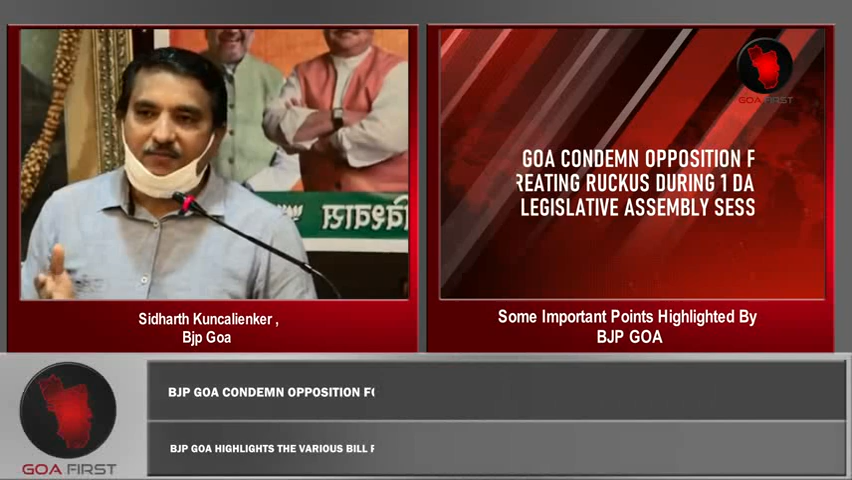 GOA FIRST
GOA CONDEMN OPPOSITION F
REATING RUCKUS DURING 1 DA
LEGISLATIVE ASSEMBLY SESS
Sidharth Kuncalienker ,
Bjp Goa
Some Important Points Highlighted By
BJP GOA
BJP GOA CONDEMN OPPOSITION FO
BJP GOA HIGHLIGHTS THE VARIOUS BILL
GOA FIRST